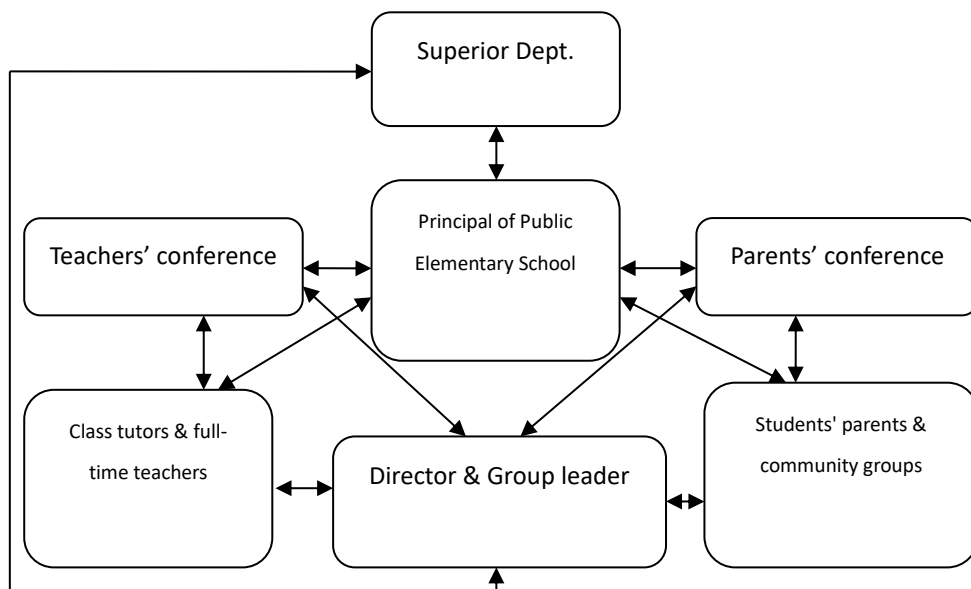 Superior Dept.
Principal of Public
Elementary School
Teachers’ conference
Parents’ conference
Class tutors & full-
time teachers
Director & Group leader
Students' parents &
community groups